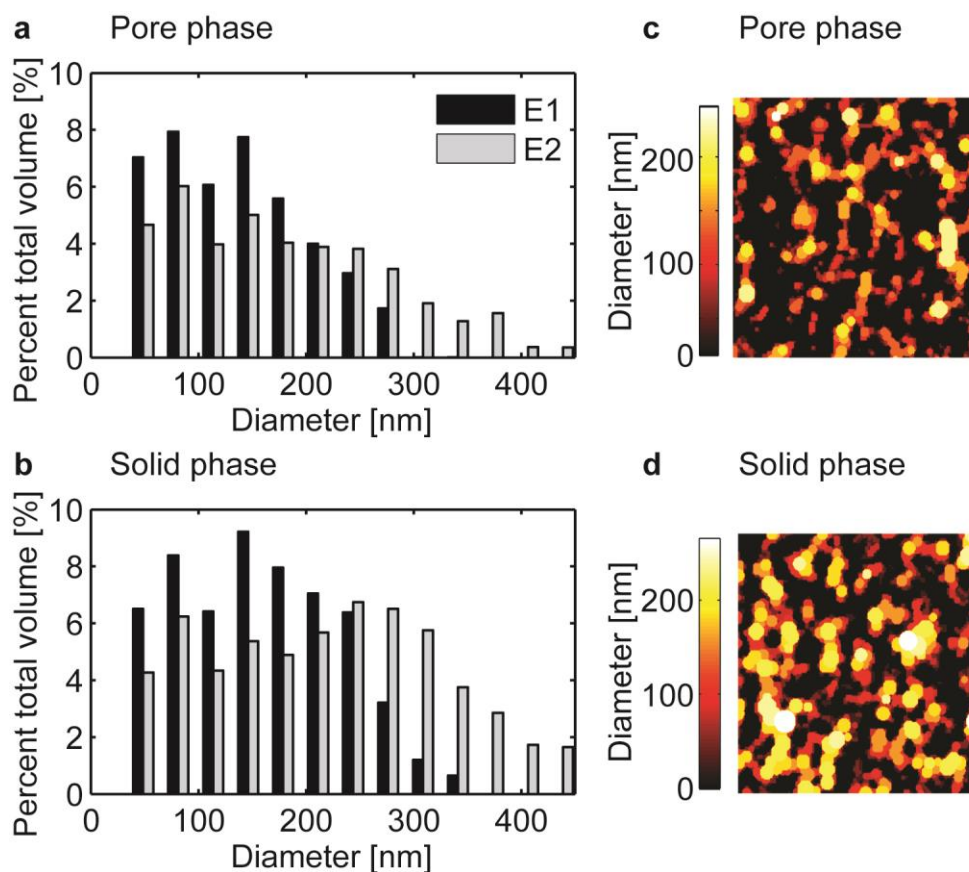 a Pore phase
Percent total volume [%]
10
8
6
4
2
0
E1
E2
0 100 200 300 400
Diameter [nm]
b Solid phase
Percent total volume [%]
10
8
6
4
2
0
0 100 200 300 400
Diameter [nm]
c Pore phase
Diameter [nm]
200
100
0
d Solid phase
Diameter [nm]
200
100
0